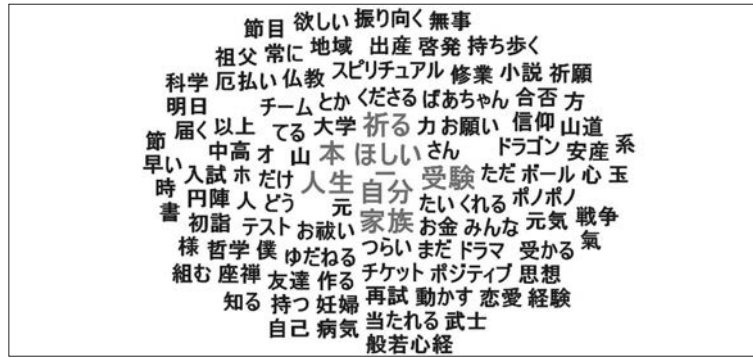 節目 欲しい 振り向く 無事
祖父 常に 地域 出産 啓発 持ち歩く
科学 厄払い 仏教 スピリチュアル 修業 小説 祈願
明日 チーム とか くださる ばあちゃん 合否 方
節 届く 以上 てる 大学 祈る 力 お願い 信仰 山道
早い 中高 オ 山 本 ほしい さん ドラゴン 安産 系
時 入試 ホ だけ 人生 ー 自分 受験 ただ ボール 心 玉
書 円陣 人 どう 元 家族 たい くれる ポノポノ
初詣 テスト お祓い お金 みんな 元気 戦争
様 哲学 僕 ゆだねる つらい まだ ドラマ 受かる 氣
組む 座禅 友達 作る チケット ポジティブ 思想
知る 持つ 妊婦 再試 動かす 恋愛 経験
自己 病気 当たれる 武士
般若心経